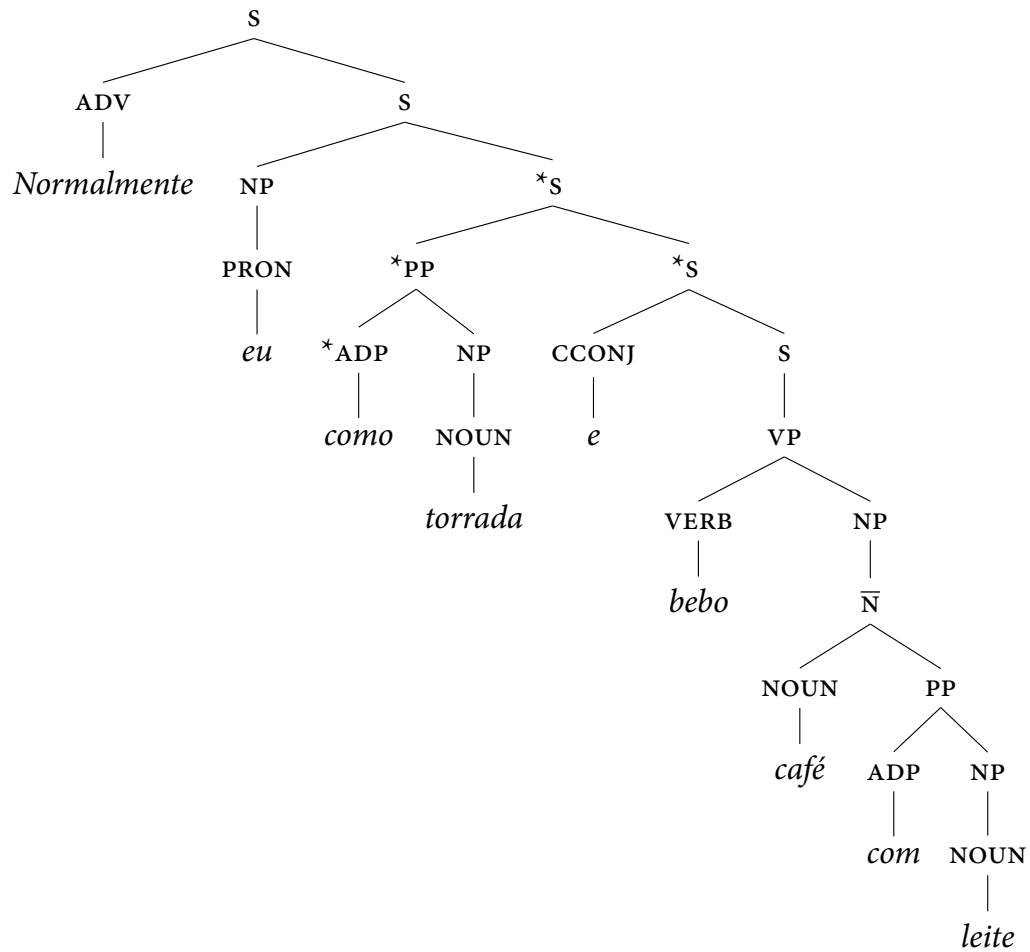 S
ADV S
Normalmente NP *S
PRON *PP *S
eu *ADP NP CCONJ S
como NOUN e VP
torrada VERB NP
bebo N̅
NOUN PP
café ADP NP
com NOUN
leite